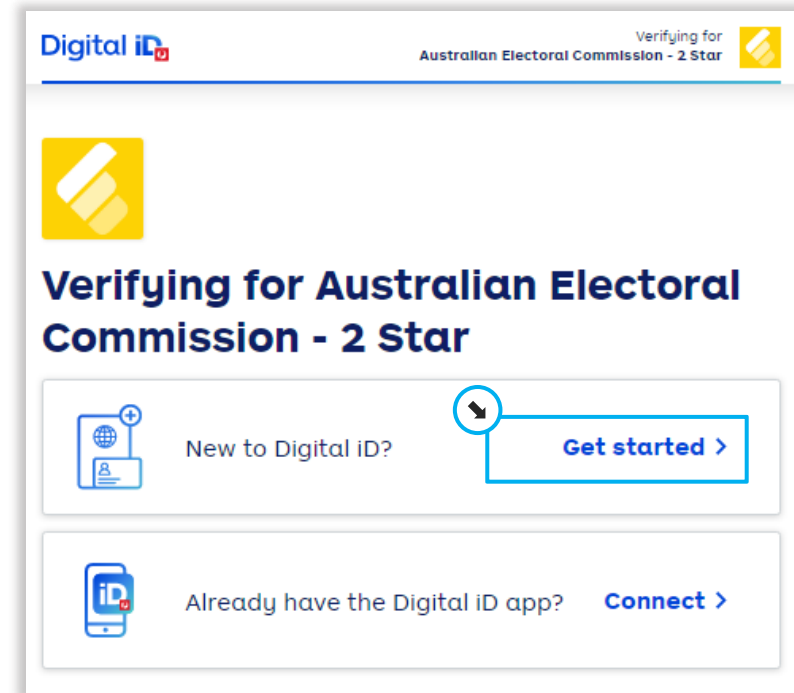 Digital iD
Verifying for
Australian Electoral Commission - 2 Star
Verifying for Australian Electoral
Commission - 2 Star
New to Digital iD?
Get started >
iD
Already have the Digital iD app?
Connect >